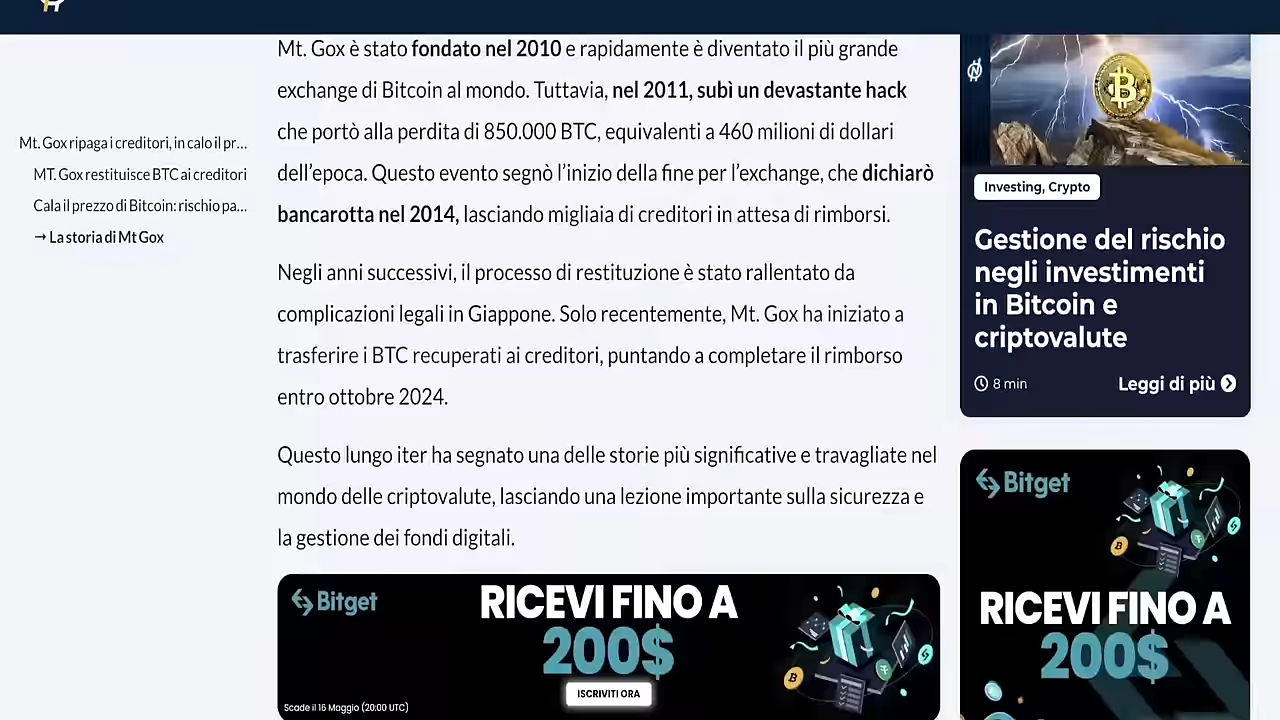 Mt. Gox ripaga i creditori, in calo il pr...
MT. Gox restituisce BTC ai creditori
Cala il prezzo di Bitcoin: rischio pa...
→ La storia di Mt Gox
Mt. Gox è stato fondato nel 2010 e rapidamente è diventato il più grande
exchange di Bitcoin al mondo. Tuttavia, nel 2011, subì un devastante hack
che portò alla perdita di 850.000 BTC, equivalenti a 460 milioni di dollari
dell’epoca. Questo evento segnò l’inizio della fine per l’exchange, che dichiarò
bancarotta nel 2014, lasciando migliaia di creditori in attesa di rimborsi.
Negli anni successivi, il processo di restituzione è stato rallentato da
complicazioni legali in Giappone. Solo recentemente, Mt. Gox ha iniziato a
trasferire i BTC recuperati ai creditori, puntando a completare il rimborso
entro ottobre 2024.
Questo lungo iter ha segnato una delle storie più significative e travagliate nel
mondo delle criptovalute, lasciando una lezione importante sulla sicurezza e
la gestione dei fondi digitali.
Bitget
RICEVI FINO A
200$
ISCRIVITI ORA
Scade il 16 Maggio (20:00 UTC)
Investing, Crypto
Gestione del rischio
negli investimenti
in Bitcoin e
criptovalute
8 min
Leggi di più
Bitget
RICEVI FINO A
200$